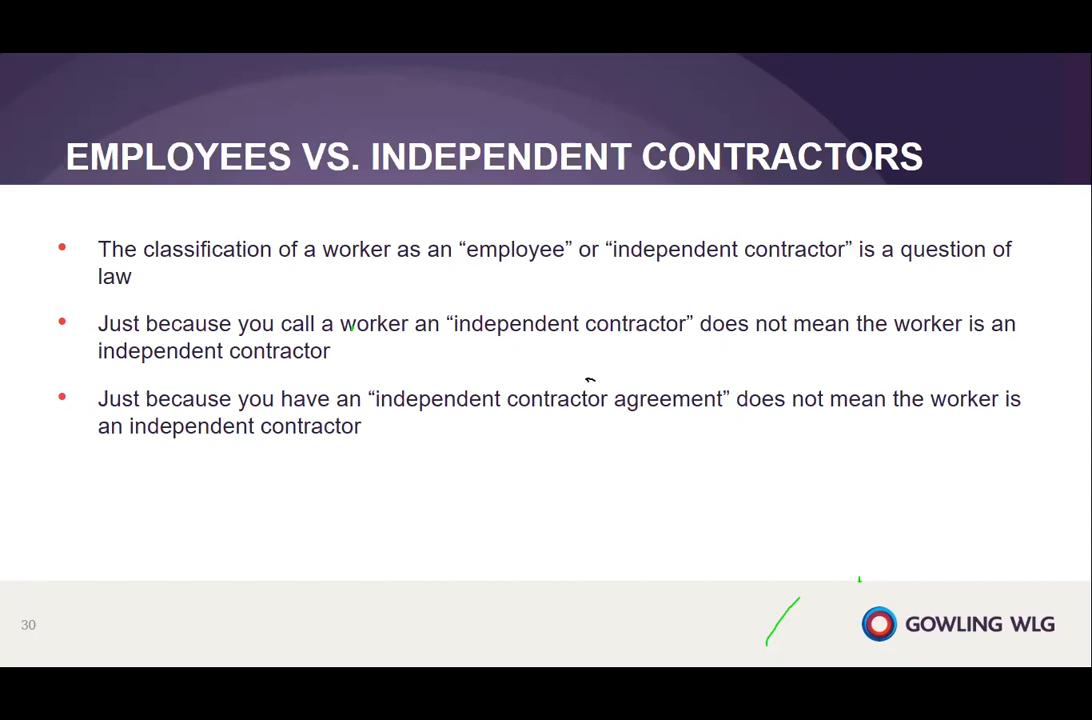 EMPLOYEES VS. INDEPENDENT CONTRACTORS
• The classification of a worker as an “employee” or “independent contractor” is a question of
law
• Just because you call a worker an “independent contractor” does not mean the worker is an
independent contractor
• Just because you have an “independent contractor agreement” does not mean the worker is
an independent contractor
30
GOWLING WLG